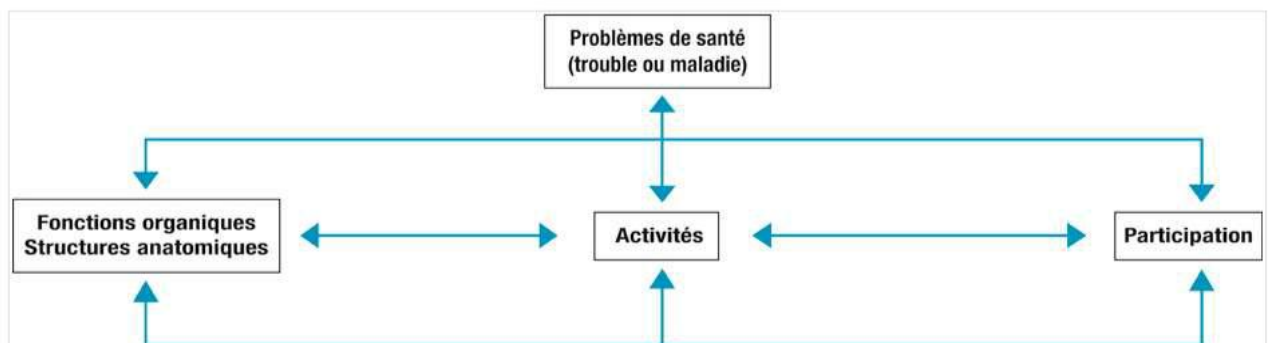 Problèmes de santé
(trouble ou maladie)
Fonctions organiques
Structures anatomiques
Activités
Participation